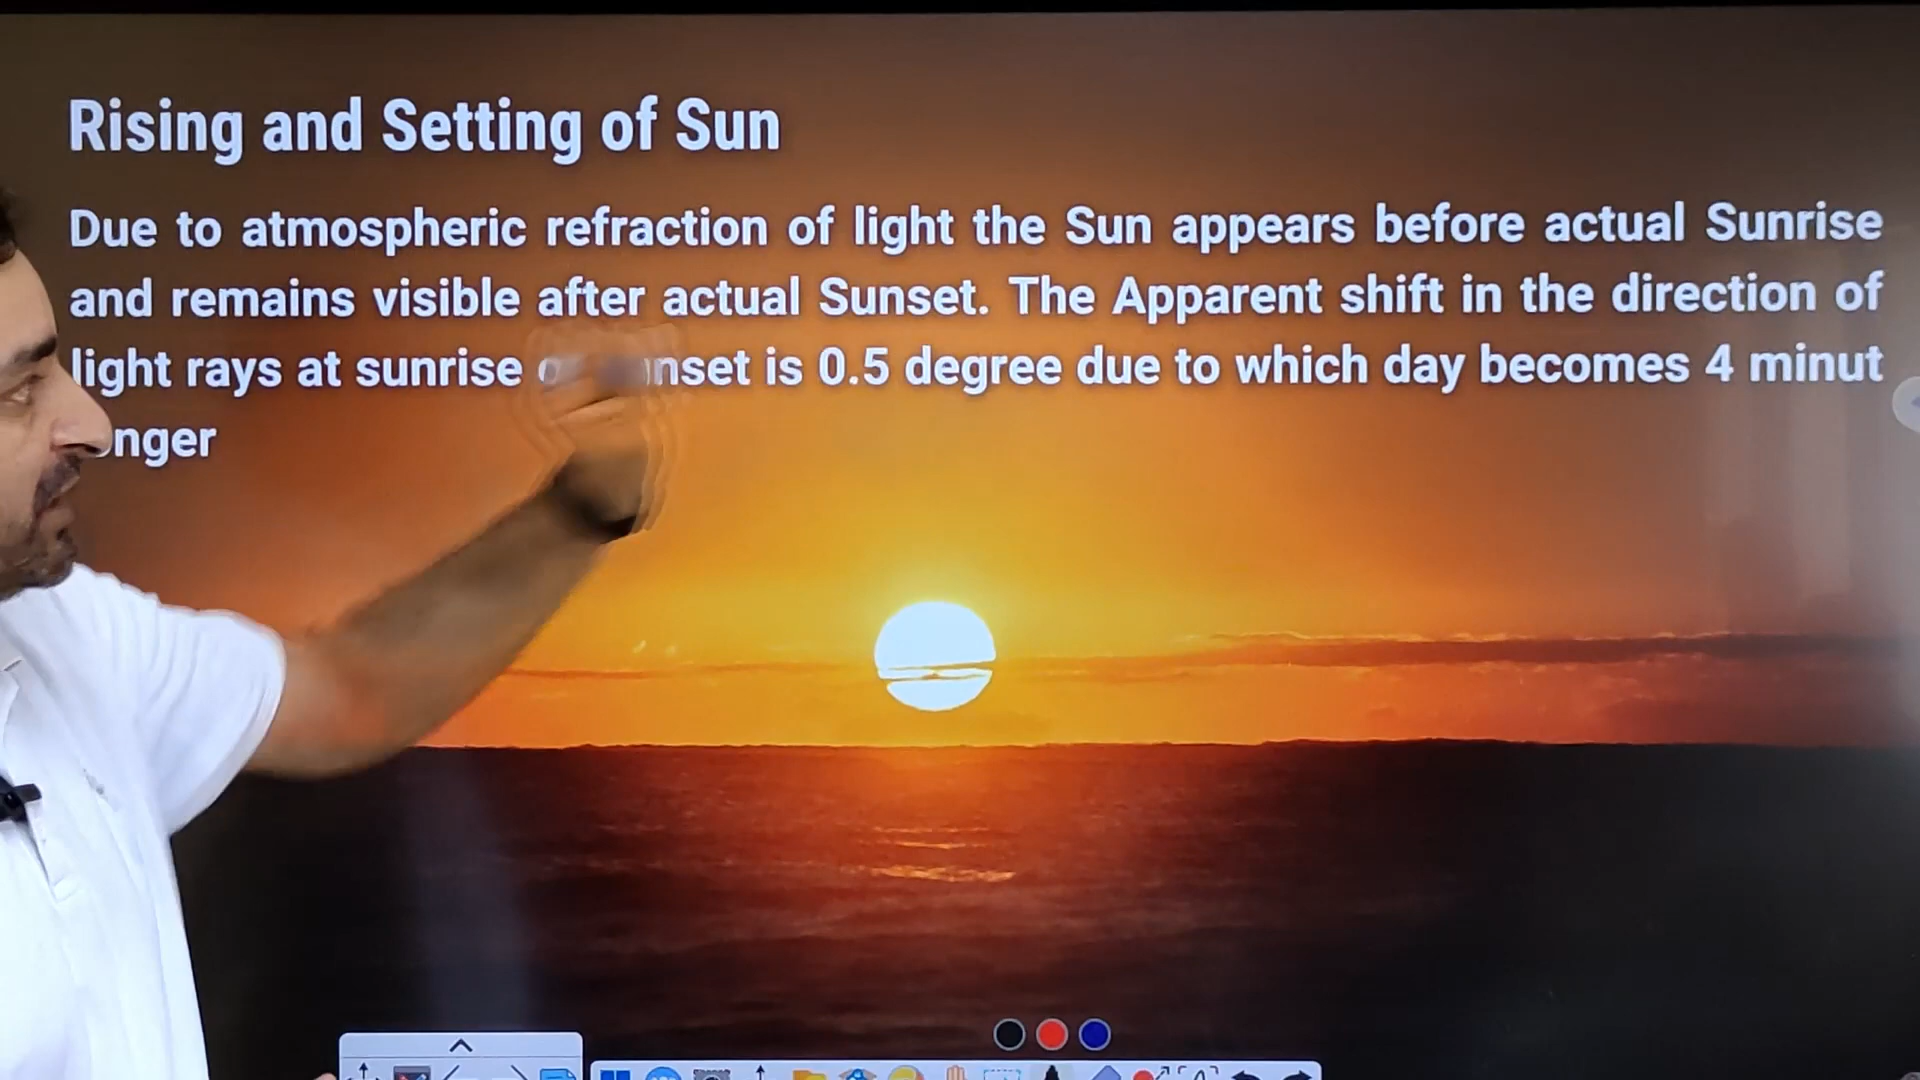 Rising and Setting of Sun
Due to atmospheric refraction of light the Sun appears before actual Sunrise
and remains visible after actual Sunset. The Apparent shift in the direction of
light rays at sunrise is 0.5 degree due to which day becomes 4 minut